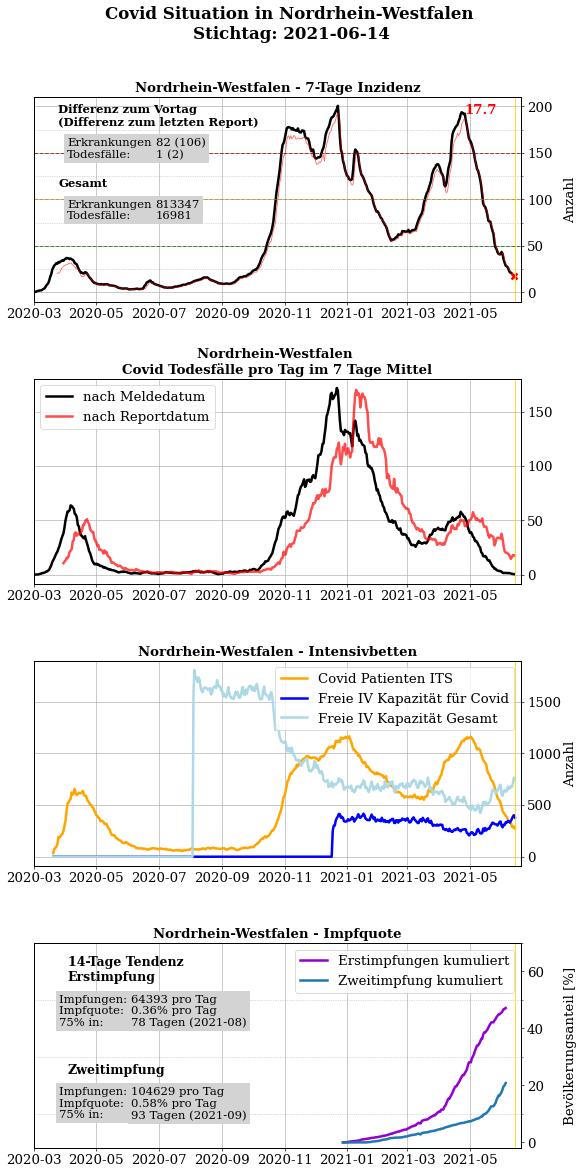 Covid Situation in Nordrhein-Westfalen
Stichtag: 2021-06-14
Nordrhein-Westfalen - 7-Tage Inzidenz
Differenz zum Vortag
(Differenz zum letzten Report)
Erkrankungen 82 (106)
Todesfälle: 1 (2)
Gesamt
Erkrankungen 813347
Todesfälle: 16981
17.7
200
150
100
50
0
Anzahl
2020-03 2020-05 2020-07 2020-09 2020-11 2021-01 2021-03 2021-05
Nordrhein-Westfalen
Covid Todesfälle pro Tag im 7 Tage Mittel
nach Meldedatum
nach Reportdatum
150
100
50
0
2020-03 2020-05 2020-07 2020-09 2020-11 2021-01 2021-03 2021-05
Nordrhein-Westfalen - Intensivbetten
Covid Patienten ITS
Freie IV Kapazität für Covid
Freie IV Kapazität Gesamt
1500
1000
500
0
Anzahl
2020-03 2020-05 2020-07 2020-09 2020-11 2021-01 2021-03 2021-05
Nordrhein-Westfalen - Impfquote
14-Tage Tendenz
Erstimpfung
Impfungen: 64393 pro Tag
Impfquote: 0.36% pro Tag
75% in: 78 Tagen (2021-08)
Zweitimpfung
Impfungen: 104629 pro Tag
Impfquote: 0.58% pro Tag
75% in: 93 Tagen (2021-09)
Erstimpfungen kumuliert
Zweitimpfung kumuliert
60
40
20
0
Bevölkerungsanteil [%]
2020-03 2020-05 2020-07 2020-09 2020-11 2021-01 2021-03 2021-05